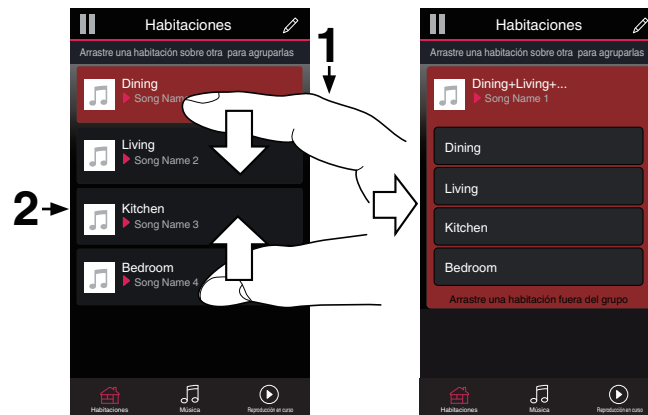 Habitaciones
Arrastre una habitación sobre otra para agruparlas
1
Dining
Song Nam
Living
Song Name 2
2
Kitchen
Song Name 3
Bedroom
Song Name 4
Habitaciones
Música
Reproducción en curso
Habitaciones
Arrastre una habitación sobre otra para agruparlas
Dining+Living+...
Song Name 1
Dining
Living
Kitchen
Bedroom
Arrastre una habitación fuera del grupo
Habitaciones
Música
Reproducción en curso